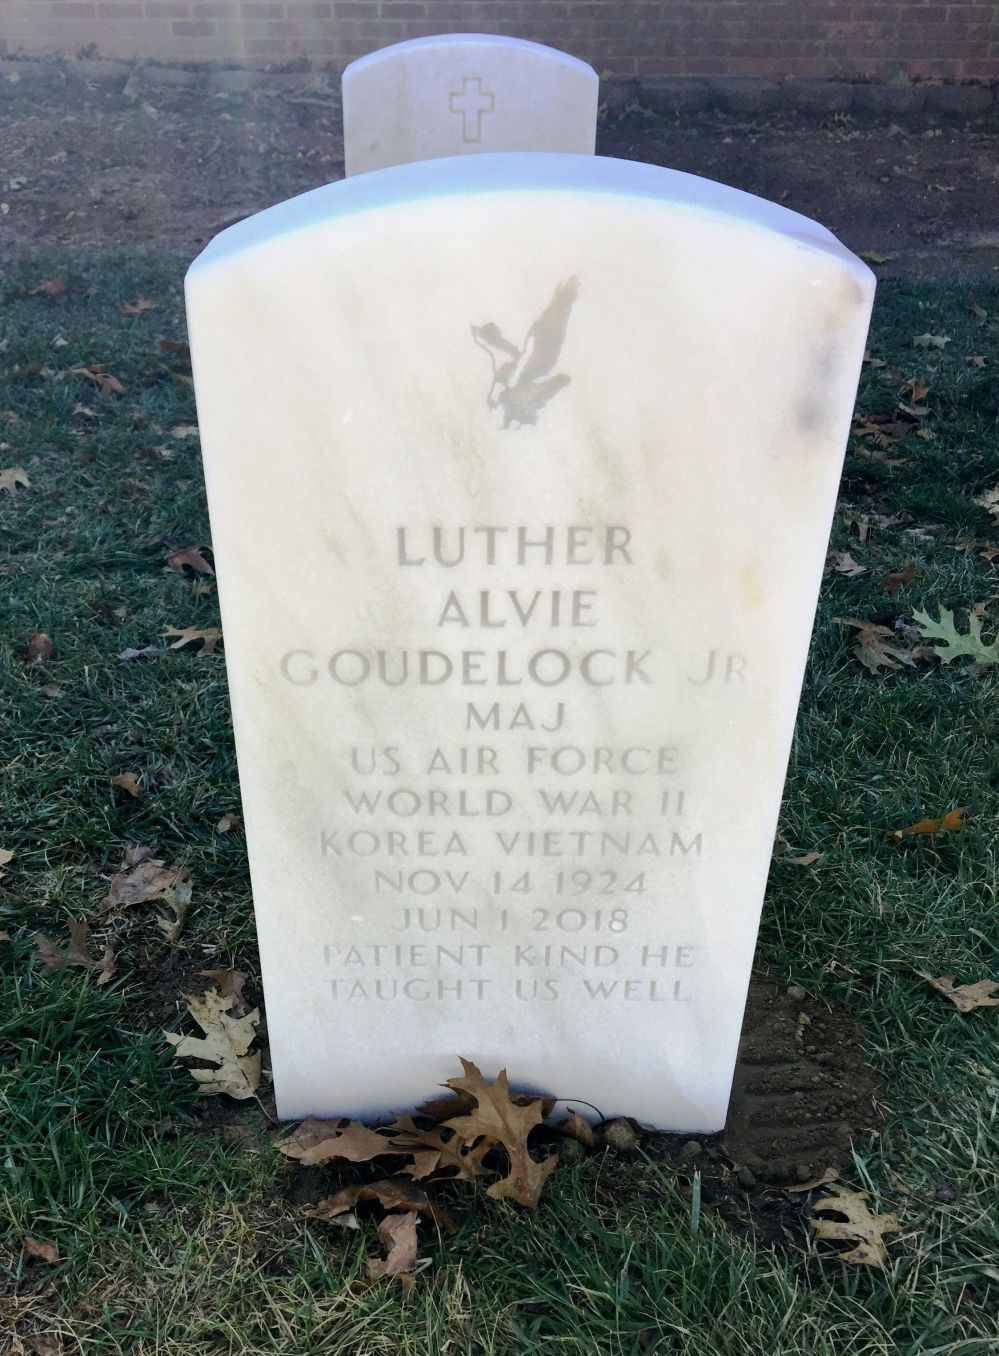 LUTHER
ALVIE
GOUDELOCK JR
MAJ
US AIR FORCE
WORLD WAR II
KOREA VIETNAM
NOV 14 1924
JUN 1 2018
PATIENT KIND HE
TAUGHT US WELL